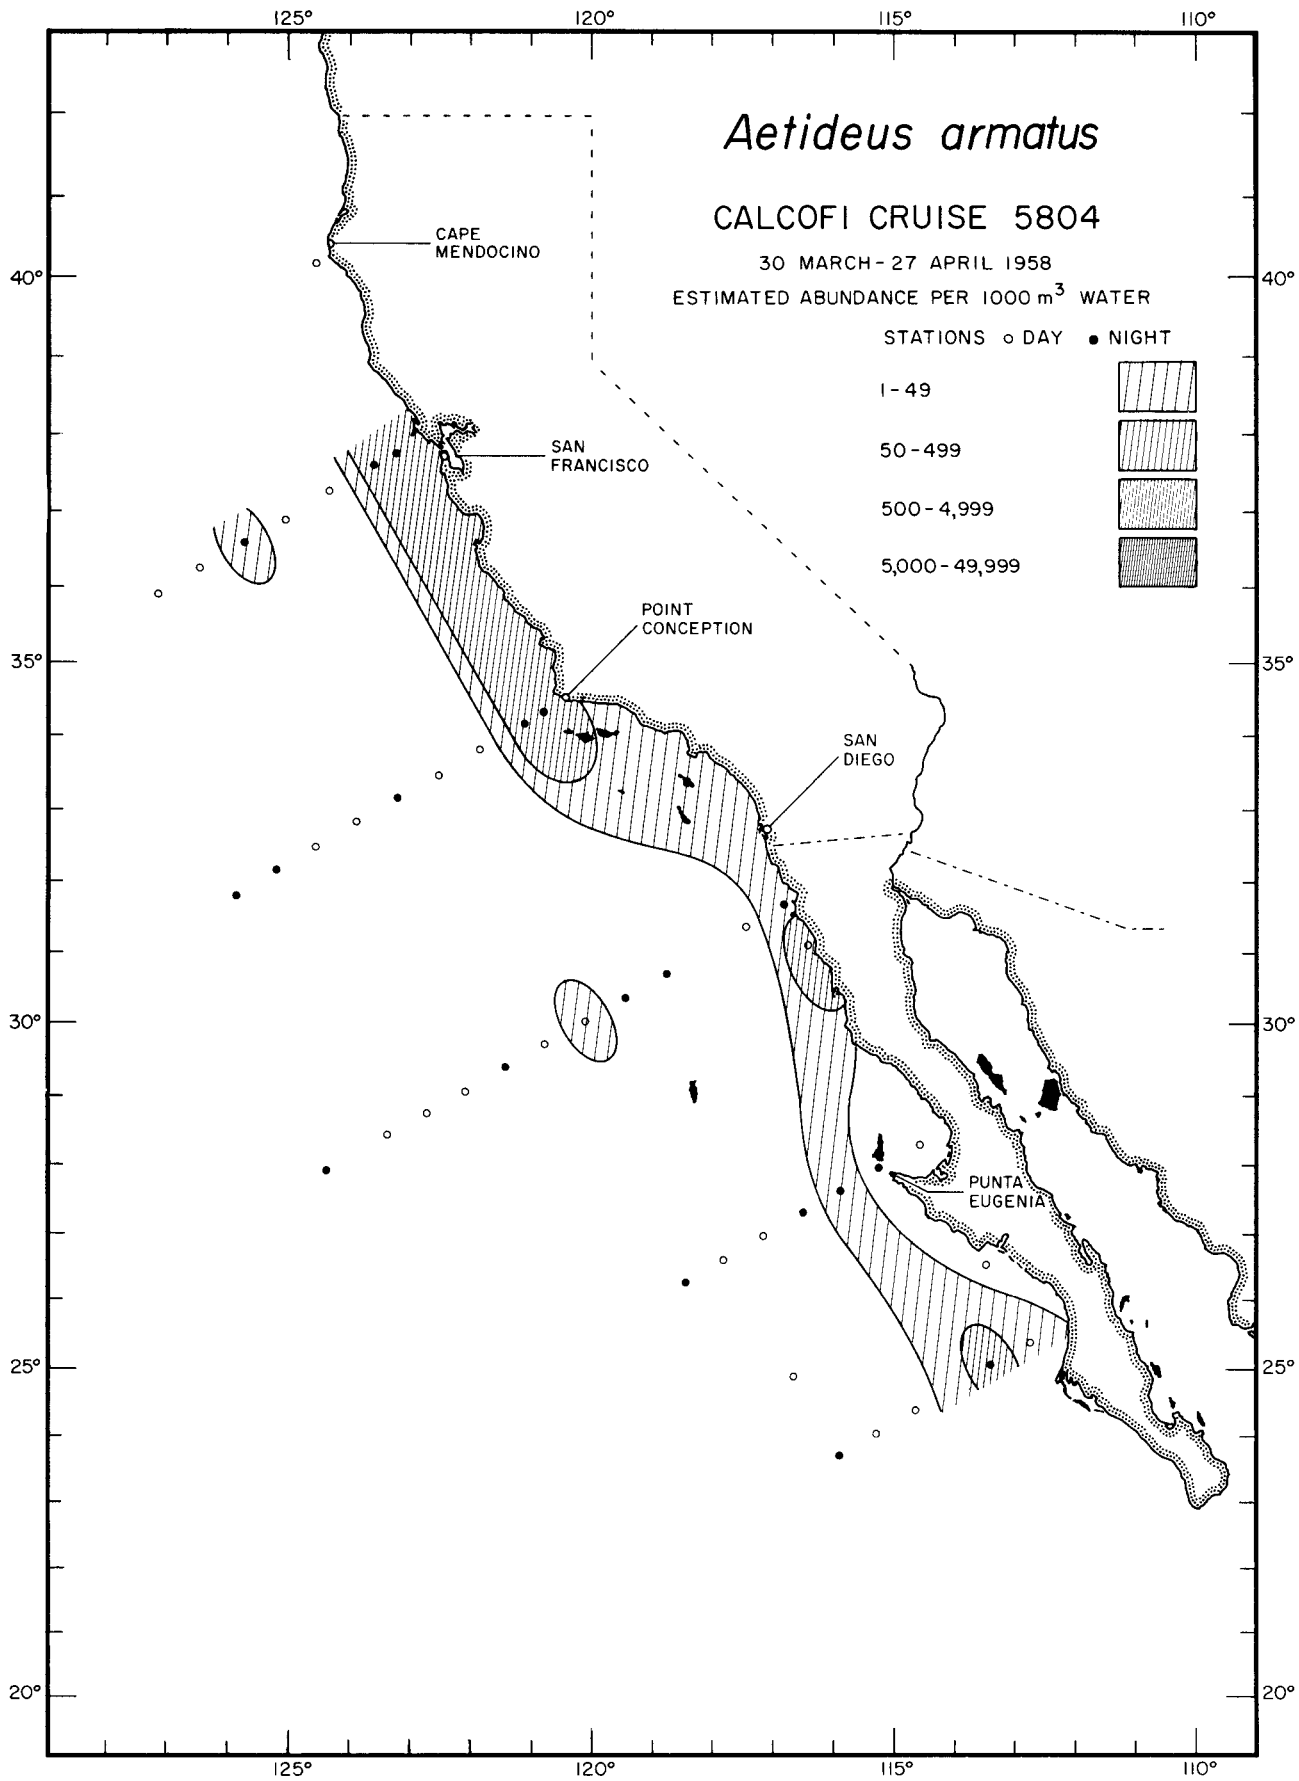 125° 120° 115° 110°
Aetideus armatus
CALCOFI CRUISE 5804
30 MARCH - 27 APRIL 1958
ESTIMATED ABUNDANCE PER 1000 m³ WATER
STATIONS ○ DAY ● NIGHT
1 - 49
50 - 499
500 - 4,999
5,000 - 49,999
CAPE
MENDOCINO
40° 40°
SAN
FRANCISCO
POINT
CONCEPTION
35° 35°
SAN
DIEGO
30° 30°
PUNTA
EUGENIA
25° 25°
20° 20°
125° 120° 115° 110°